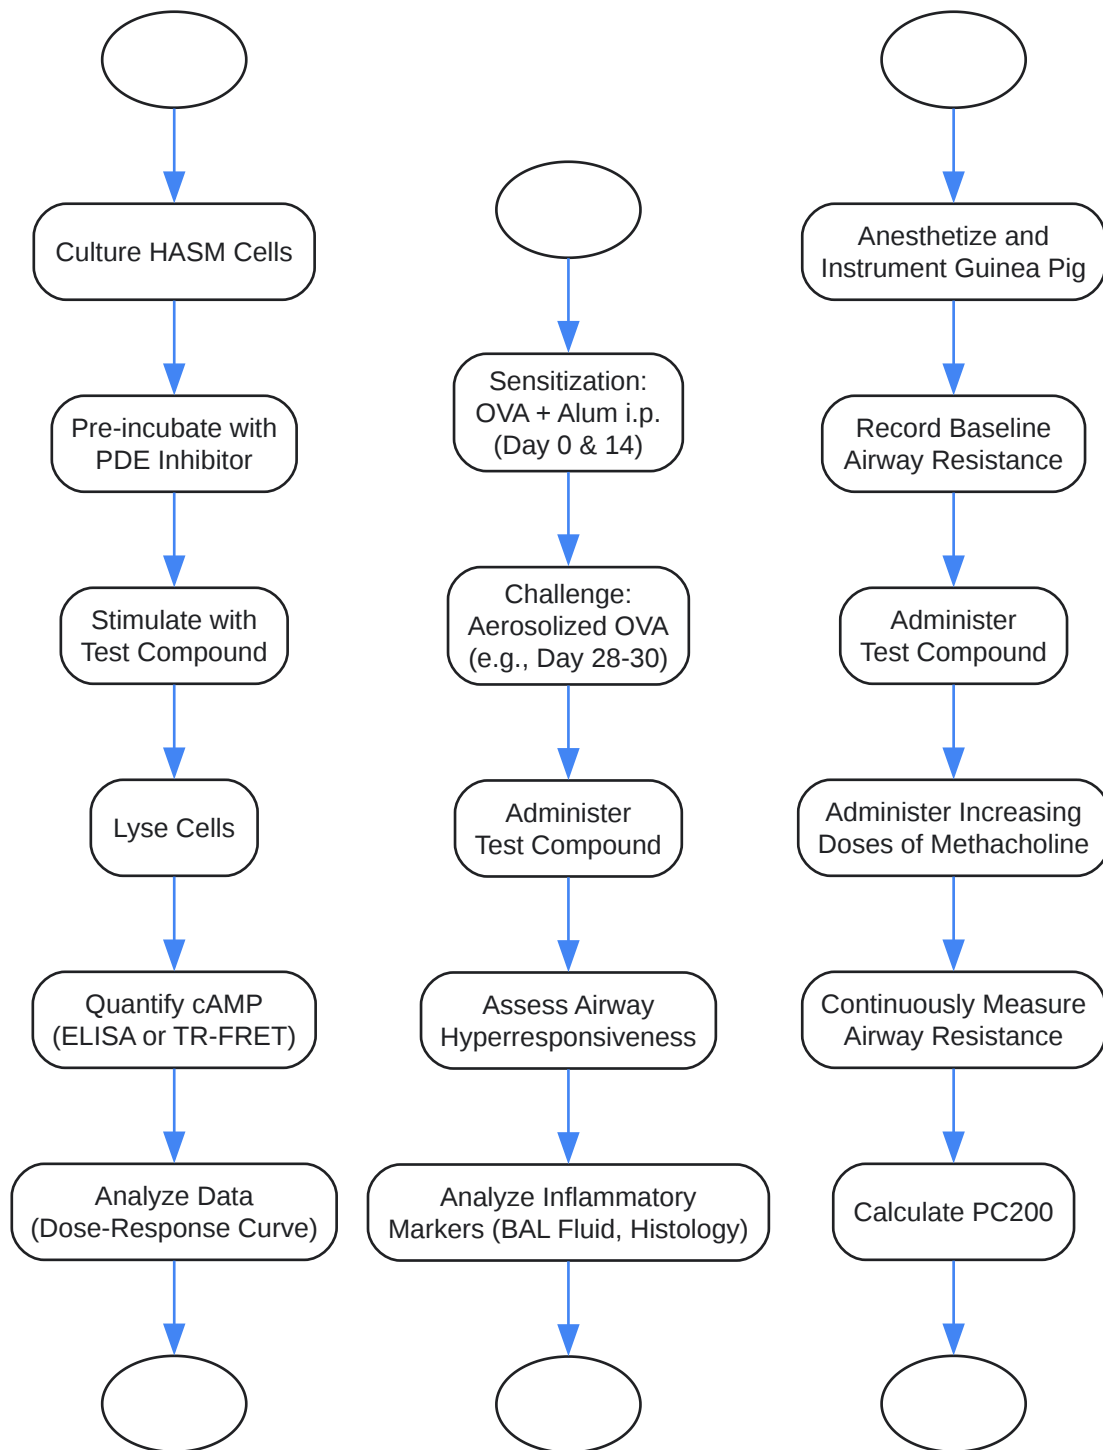 Culture HASM Cells
Pre-incubate with
PDE Inhibitor
Stimulate with
Test Compound
Lyse Cells
Quantify cAMP
(ELISA or TR-FRET)
Analyze Data
(Dose-Response Curve)
Sensitization:
OVA + Alum i.p.
(Day 0 & 14)
Challenge:
Aerosolized OVA
(e.g., Day 28-30)
Administer
Test Compound
Assess Airway
Hyperresponsiveness
Analyze Inflammatory
Markers (BAL Fluid, Histology)
Anesthetize and
Instrument Guinea Pig
Record Baseline
Airway Resistance
Administer
Test Compound
Administer Increasing
Doses of Methacholine
Continuously Measure
Airway Resistance
Calculate PC200